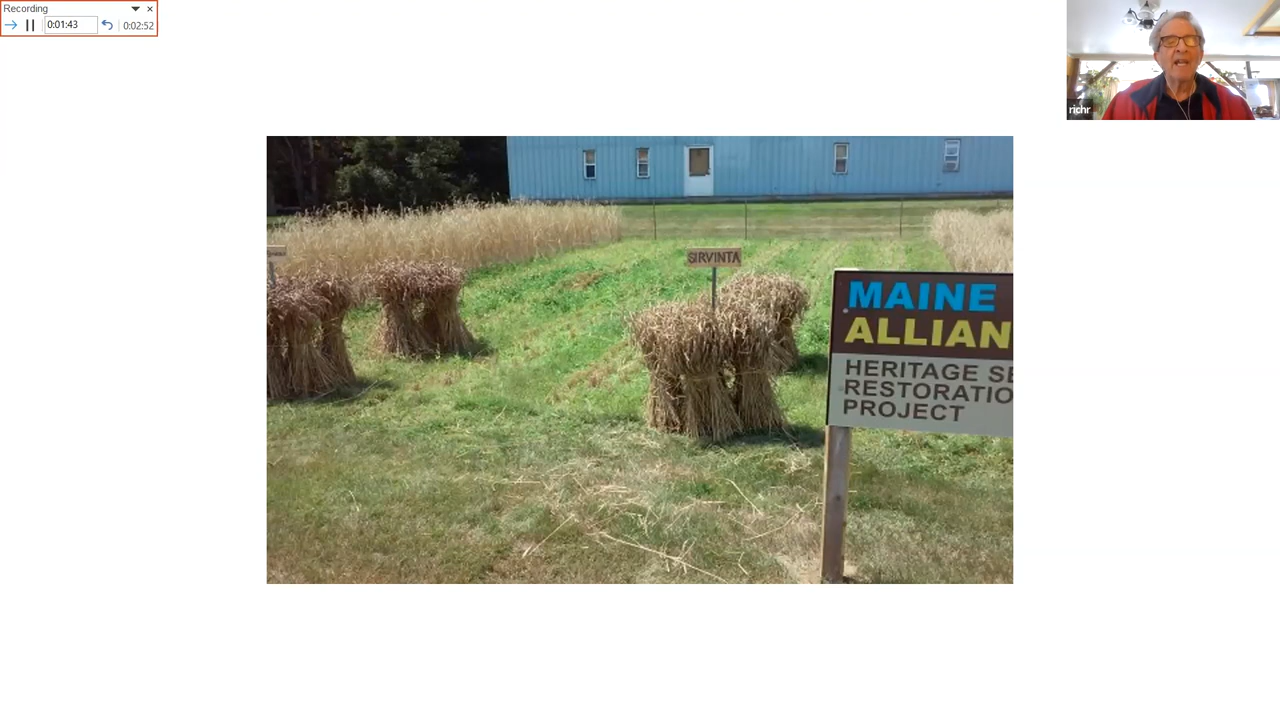 Recording
0:01:43
0:02:52
richr
SIRVINTA
MAINE
ALLIAN
HERITAGE SE
RESTORATIO
PROJECT